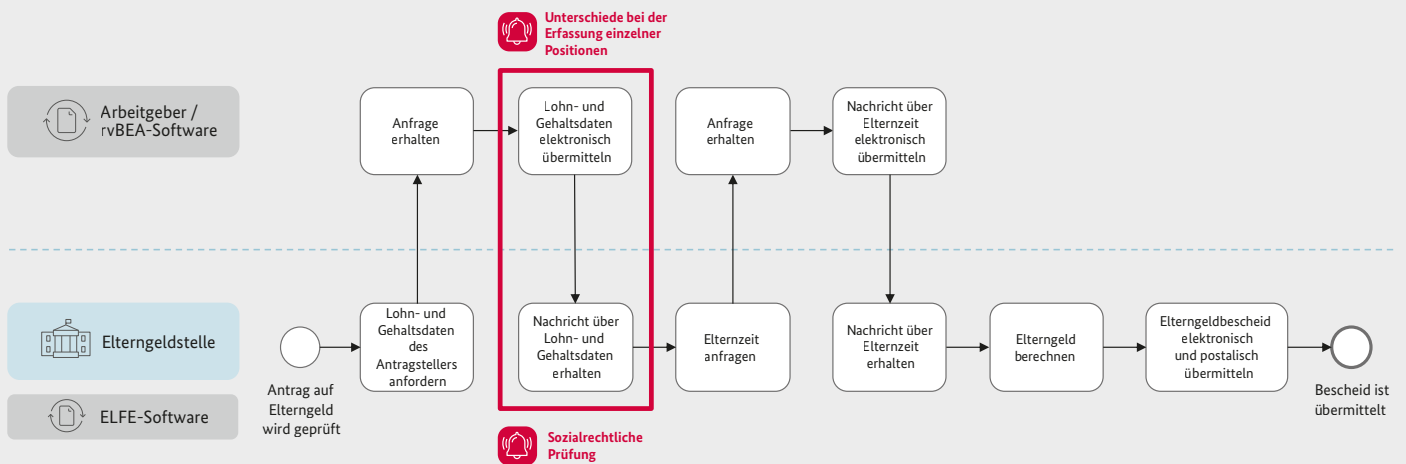 Unterschiede bei der
Erfassung einzelner
Positionen
Arbeitgeber /
rvBEA-Software
Anfrage
erhalten
Lohn- und
Gehaltsdaten
elektronisch
übermitteln
Anfrage
erhalten
Nachricht über
Elternzeit
elektronisch
übermitteln
Elterngeldstelle
ELFE-Software
Antrag auf
Elterngeld
wird geprüft
Lohn- und
Gehaltsdaten
des
Antragstellers
anfordern
Nachricht über
Lohn- und
Gehaltsdaten
erhalten
Elternzeit
anfragen
Nachricht über
Elternzeit
erhalten
Elterngeld
berechnen
Elterngeldbescheid
elektronisch
und postalisch
übermitteln
Bescheid ist
übermittelt
Sozialrechtliche
Prüfung